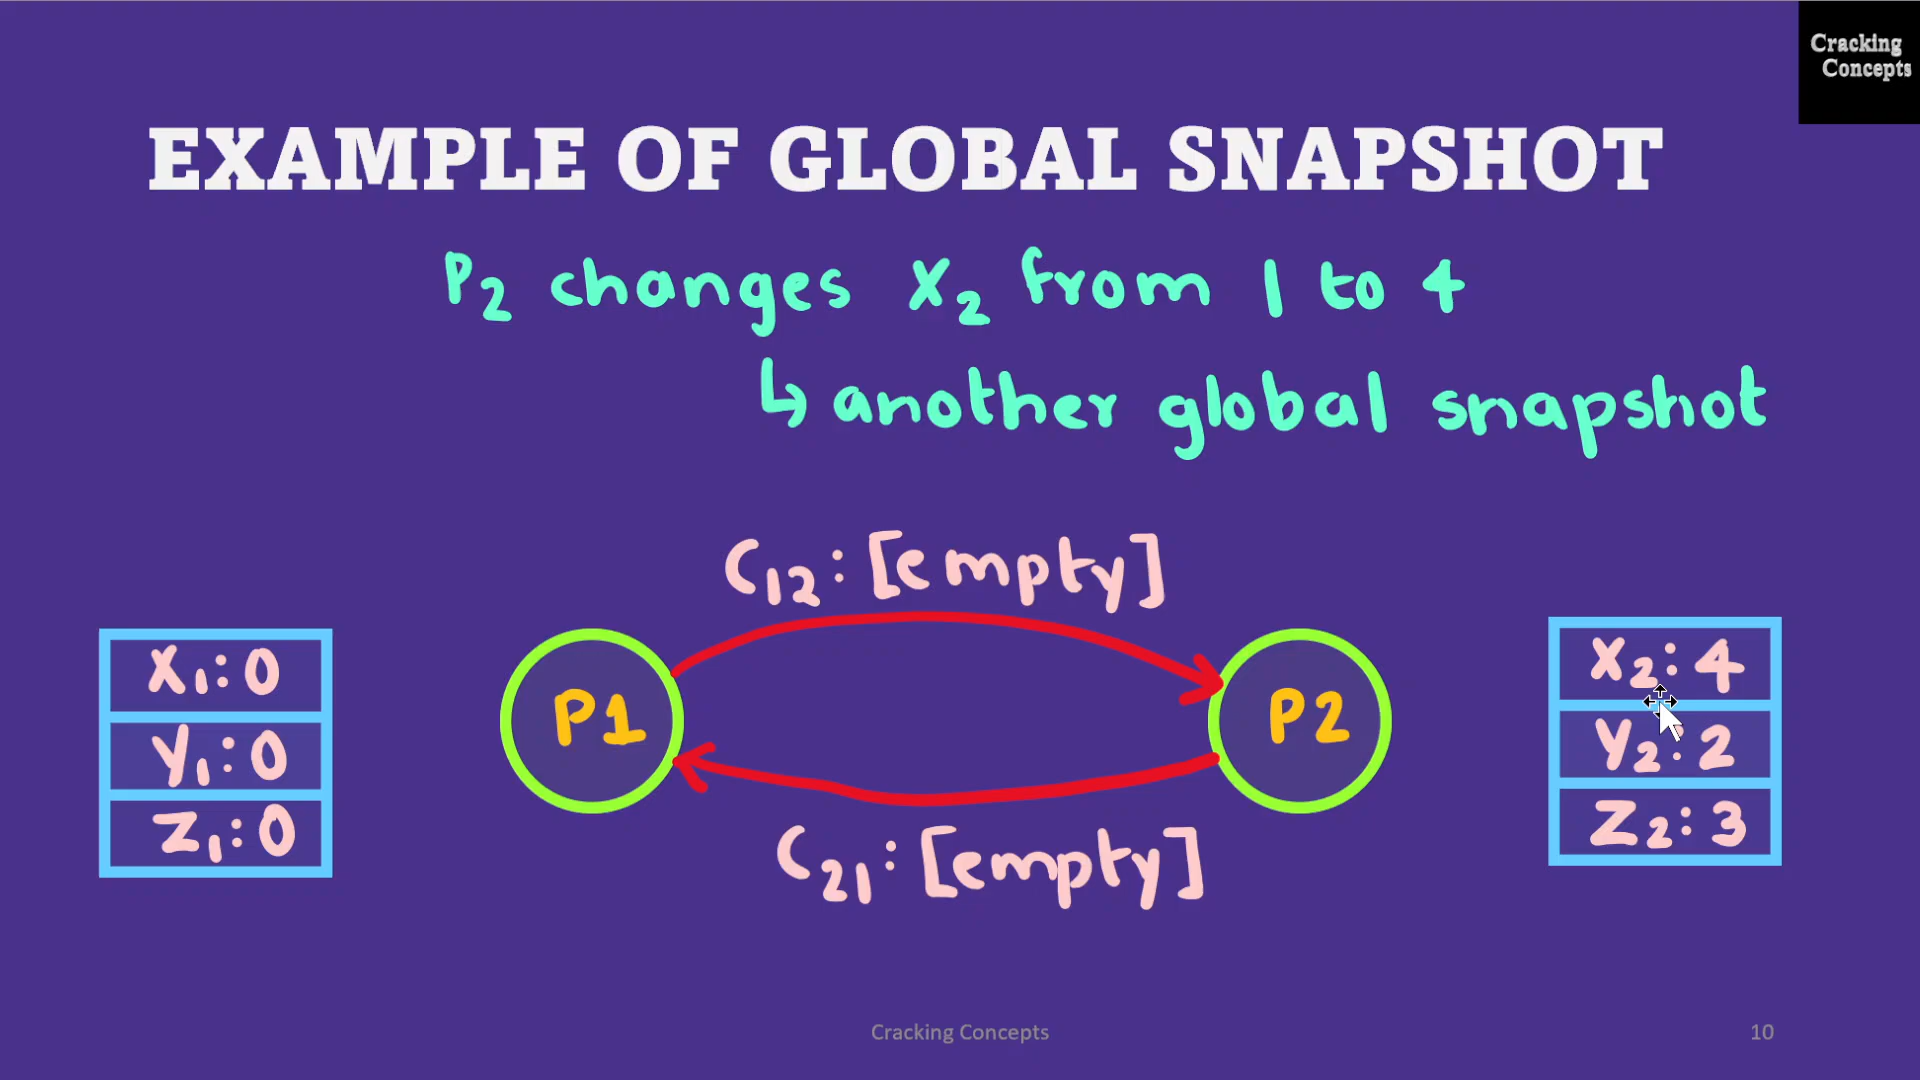 Cracking
Concepts
EXAMPLE OF GLOBAL SNAPSHOT
P2 changes X2 from 1 to 4
↳ another global snapshot
C12: [empty]
X1: 0
Y1: 0
Z1: 0
P1
P2
X2: 4
Y2: 2
Z2: 3
C21: [empty]
Cracking Concepts
10